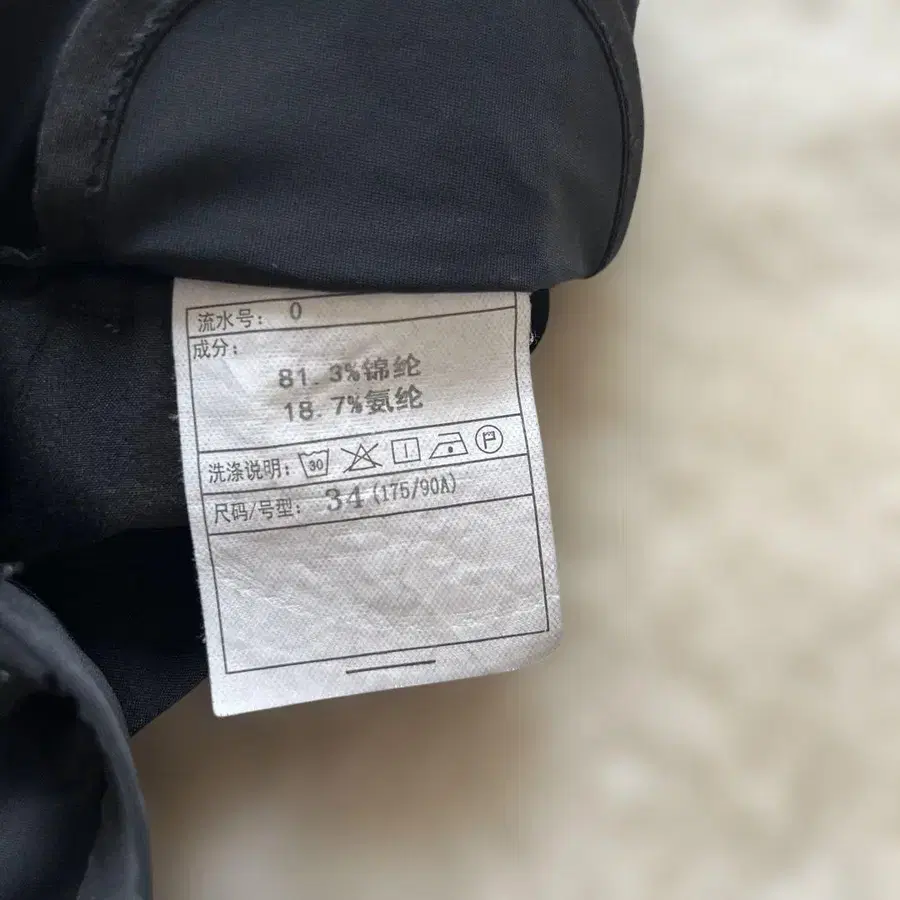 流水号： 0
成分：
81.3%锦纶
18.7%氨纶
洗涤说明： 30 P
尺码/号型： 34 (175/90A)